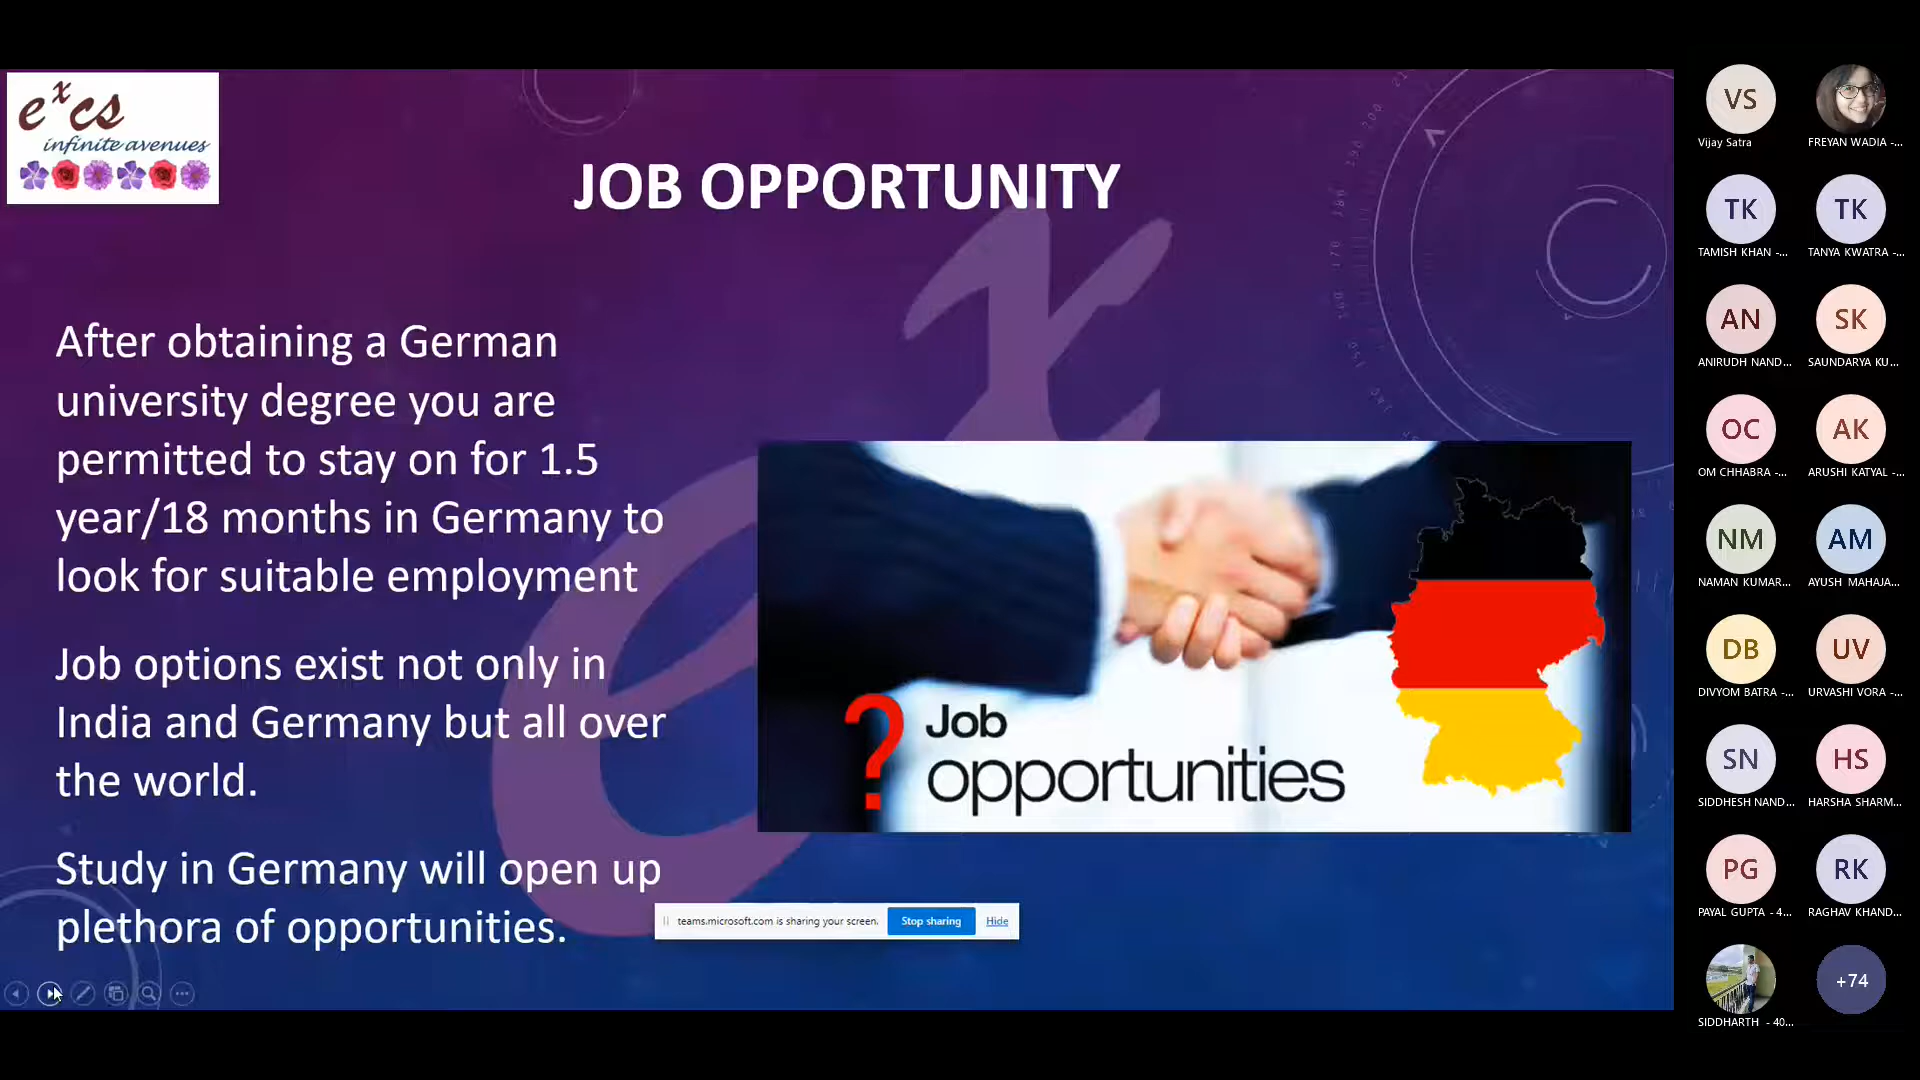 excs
infinite avenues
JOB OPPORTUNITY
After obtaining a German
university degree you are
permitted to stay on for 1.5
year/18 months in Germany to
look for suitable employment
Job options exist not only in
India and Germany but all over
the world.
Study in Germany will open up
plethora of opportunities.
? Job
opportunities
teams.microsoft.com is sharing your screen. Stop sharing Hide
VS
Vijay Satra FREYAN WADIA -...
TK TK
TAMISH KHAN -... TANYA KWATRA -...
AN SK
ANIRUDH NAND... SAUNDARYA KU...
OC AK
OM CHHABRA -... ARUSHI KATYAL -...
NM AM
NAMAN KUMAR... AYUSH MAHAJA...
DB UV
DIVYOM BATRA -... URVASHI VORA -...
SN HS
SIDDHESH NAND... HARSHA SHARM...
PG RK
PAYAL GUPTA - 4... RAGHAV KHAND...
+74
SIDDHARTH - 40...